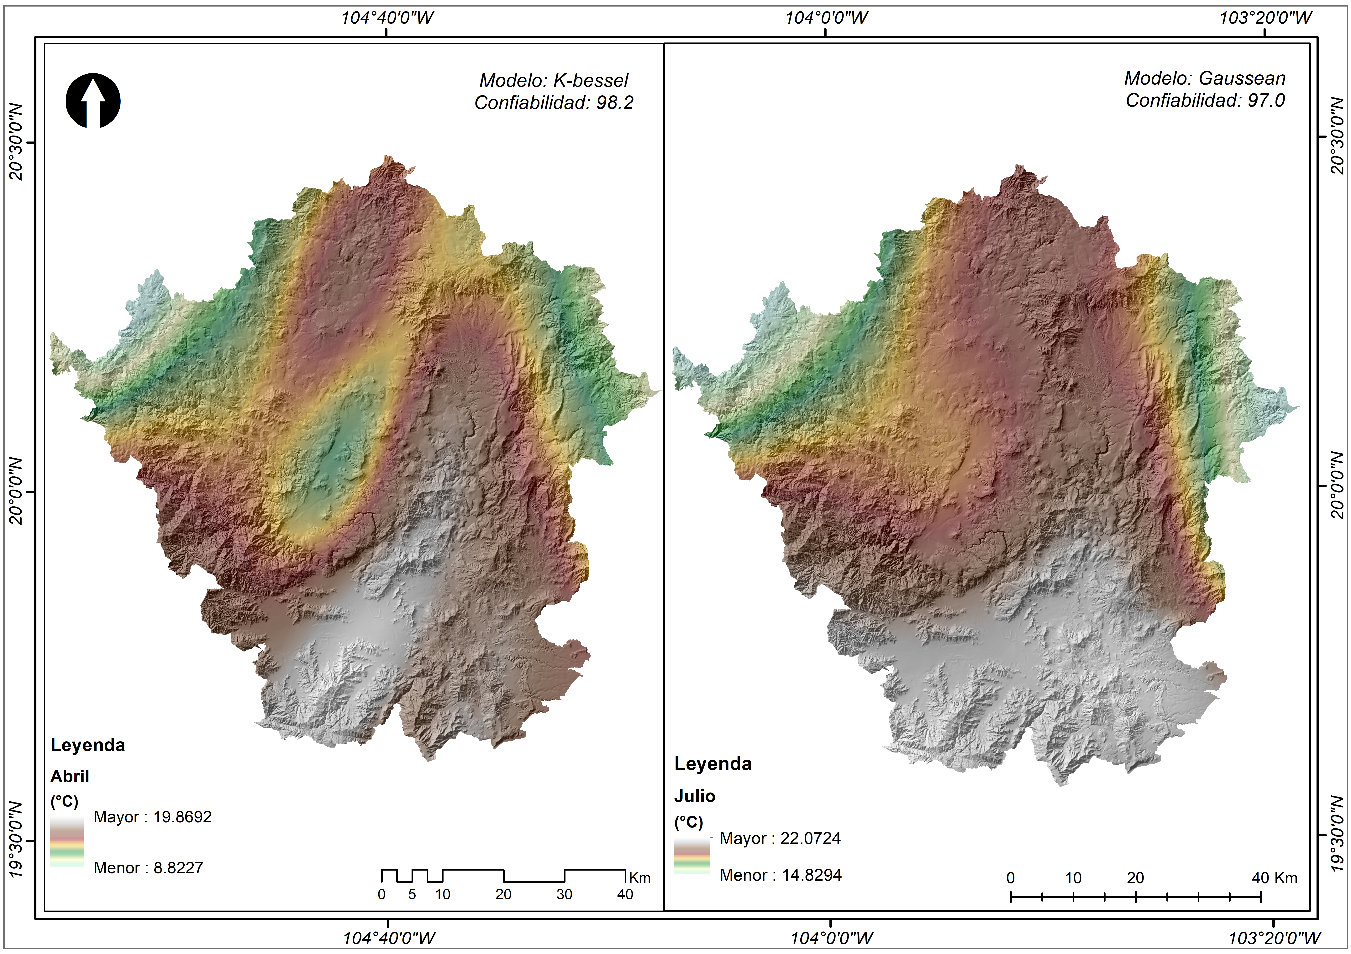 104°40'0"W
104°0'0"W
103°20'0"W
20°30'0"N
20°0'0"N
19°30'0"N
Modelo: K-bessel
Confiabilidad: 98.2
Leyenda
Abril
(°C)
Mayor : 19.8692
Menor : 8.8227
Km
0 5 10 20 30 40
Modelo: Gaussean
Confiabilidad: 97.0
Leyenda
Julio
(°C)
Mayor : 22.0724
Menor : 14.8294
0 10 20 40 Km
20°30'0"N
20°0'0"N
19°30'0"N
104°40'0"W
104°0'0"W
103°20'0"W